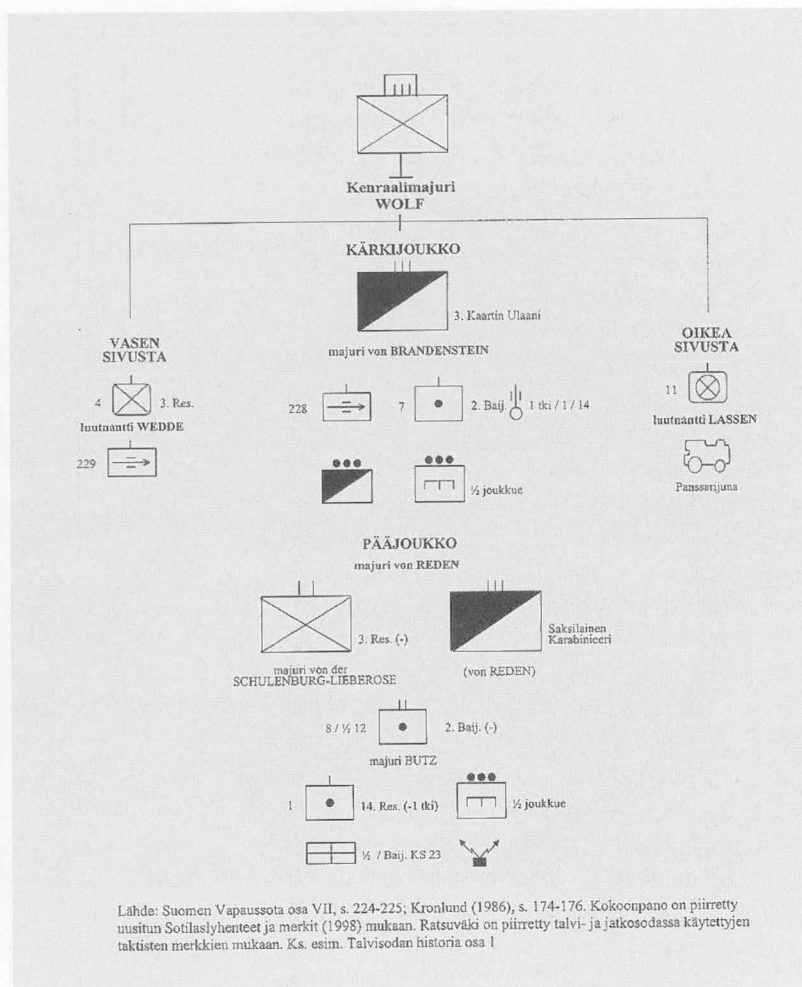 Kenraalimajuri
WOLF
KÄRKIJOUKKO
3. Kaartin Ulaani
majuri von BRANDENSTEIN
VASEN
SIVUSTA
4 3. Res.
luutnantti WEDDE
229
228
7 2. Baij. 1 tki / 1 / 14
½ joukkue
OIKEA
SIVUSTA
11
luutnantti LASSEN
Panssarijuna
PÄÄJOUKKO
majuri von REDEN
3. Res. (-)
majuri von der
SCHULENBURG-LIEBEROSE
Saksilainen
Karabinieeri
(von REDEN)
8 / ½ 12 2. Baij. (-)
majuri BUTZ
1 14. Res. (-1 tki) ½ joukkue
½ / Baij. KS 23
Lähde: Suomen Vapaussota osa VII, s. 224-225; Kronlund (1986), s. 174-176. Kokoonpano on piirretty
uusitun Sotilaslyhenteet ja merkit (1998) mukaan. Ratsuväki on piirretty talvi- ja jatkosodassa käytettyjen
taktisten merkkien mukaan. Ks. esim. Talvisodan historia osa 1